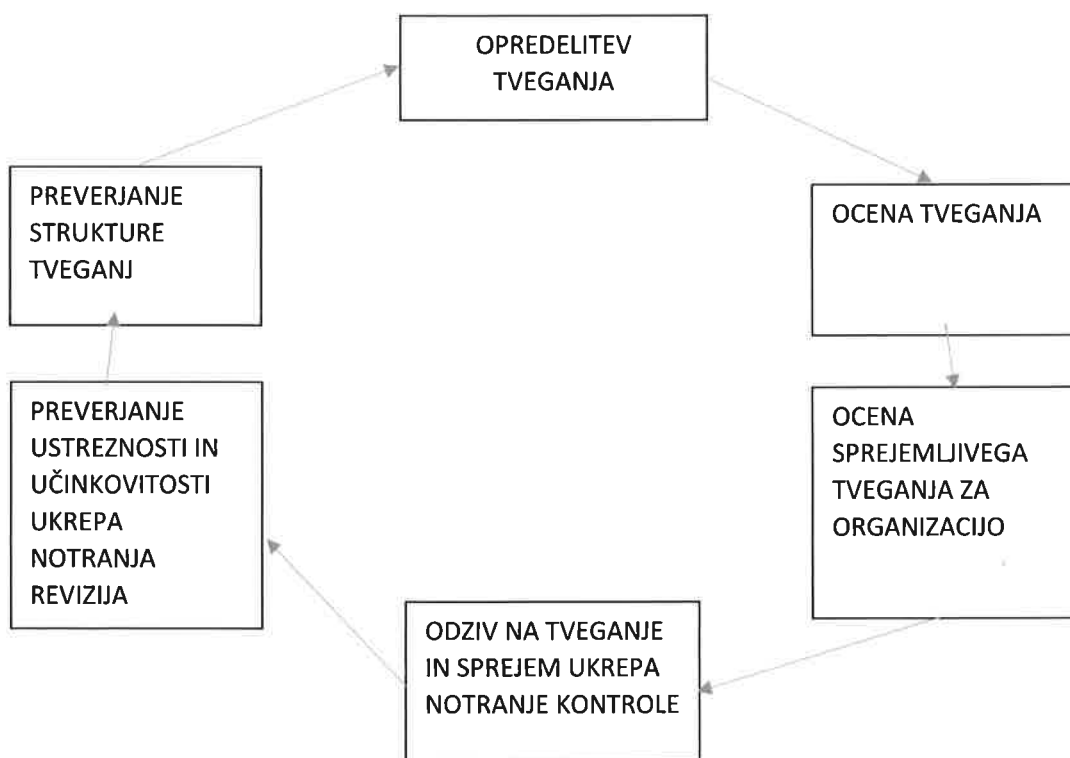 OPREDELITEV
TVEGANJA
OCENA TVEGANJA
OCENA
SPREJEMLJIVEGA
TVEGANJA ZA
ORGANIZACIJO
ODZIV NA TVEGANJE
IN SPREJEM UKREPA
NOTRANJE KONTROLE
PREVERJANJE
USTREZNOSTI IN
UČINKOVITOSTI
UKREPA
NOTRANJA
REVIZIJA
PREVERJANJE
STRUKTURE
TVEGANJ